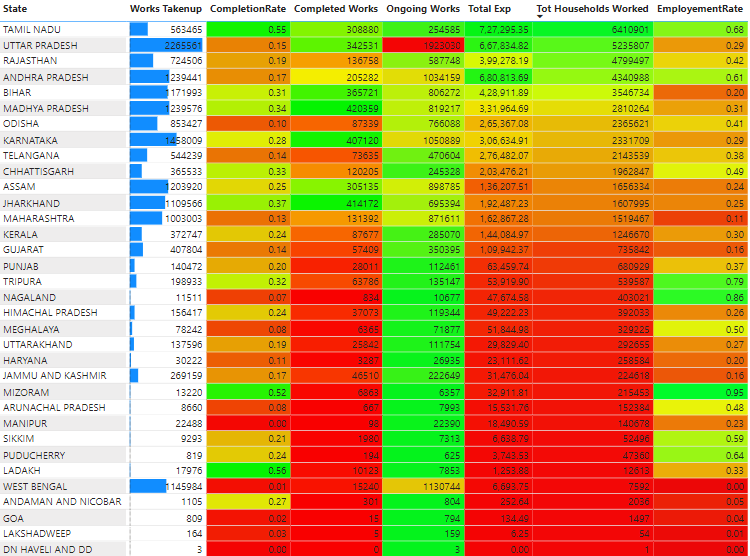 State Works Takenup CompletionRate Completed Works Ongoing Works Total Exp Tot Households Worked EmployementRate
TAMIL NADU 563465 0.55 308880 254585 7,27,295.35 6410901 0.68
UTTAR PRADESH 2265561 0.15 342531 1923030 6,67,834.82 5235807 0.29
RAJASTHAN 724506 0.19 136758 587748 3,99,278.19 4799497 0.42
ANDHRA PRADESH 1239441 0.17 205282 1034159 6,80,813.69 4340988 0.61
BIHAR 1171993 0.31 365721 806272 4,28,911.89 3546734 0.20
MADHYA PRADESH 1239576 0.34 420359 819217 3,31,964.69 2810264 0.31
ODISHA 853427 0.10 87339 766088 2,65,367.08 2365621 0.41
KARNATAKA 1458009 0.28 407120 1050889 3,06,634.91 2331709 0.29
TELANGANA 544239 0.14 73635 470604 2,76,482.07 2143539 0.38
CHHATTISGARH 365533 0.33 120205 245328 2,03,476.21 1962847 0.49
ASSAM 1203920 0.25 305135 898785 1,36,207.51 1656334 0.24
JHARKHAND 1109566 0.37 414172 695394 1,92,487.23 1607995 0.25
MAHARASHTRA 1003003 0.13 131392 871611 1,62,867.28 1519467 0.11
KERALA 372747 0.24 87677 285070 1,44,084.97 1246670 0.30
GUJARAT 407804 0.14 57409 350395 1,09,942.37 735842 0.16
PUNJAB 140472 0.20 28011 112461 63,459.74 680929 0.37
TRIPURA 198933 0.32 63786 135147 53,919.90 539587 0.79
NAGALAND 11511 0.07 834 10677 47,674.58 403021 0.86
HIMACHAL PRADESH 156417 0.24 37073 119344 49,222.23 392033 0.26
MEGHALAYA 78242 0.08 6365 71877 51,844.98 329225 0.50
UTTARAKHAND 137596 0.19 25842 111754 29,829.40 292655 0.27
HARYANA 30222 0.11 3287 26935 23,111.62 258584 0.20
JAMMU AND KASHMIR 269159 0.17 46510 222649 31,476.04 224618 0.16
MIZORAM 13220 0.52 6863 6357 32,911.81 215453 0.95
ARUNACHAL PRADESH 8660 0.08 667 7993 15,531.76 152384 0.48
MANIPUR 22488 0.00 98 22390 18,490.59 140678 0.23
SIKKIM 9293 0.21 1980 7313 6,638.79 52496 0.59
PUDUCHERRY 819 0.24 194 625 3,743.53 47360 0.64
LADAKH 17976 0.56 10123 7853 1,253.88 12613 0.33
WEST BENGAL 1145984 0.01 15240 1130744 6,693.75 7592 0.00
ANDAMAN AND NICOBAR 1105 0.27 301 804 252.64 2036 0.05
GOA 809 0.02 15 794 134.49 1497 0.04
LAKSHADWEEP 164 0.03 5 159 6.25 54 0.01
DN HAVELI AND DD 3 0.00 0 3 0.00 1 0.00